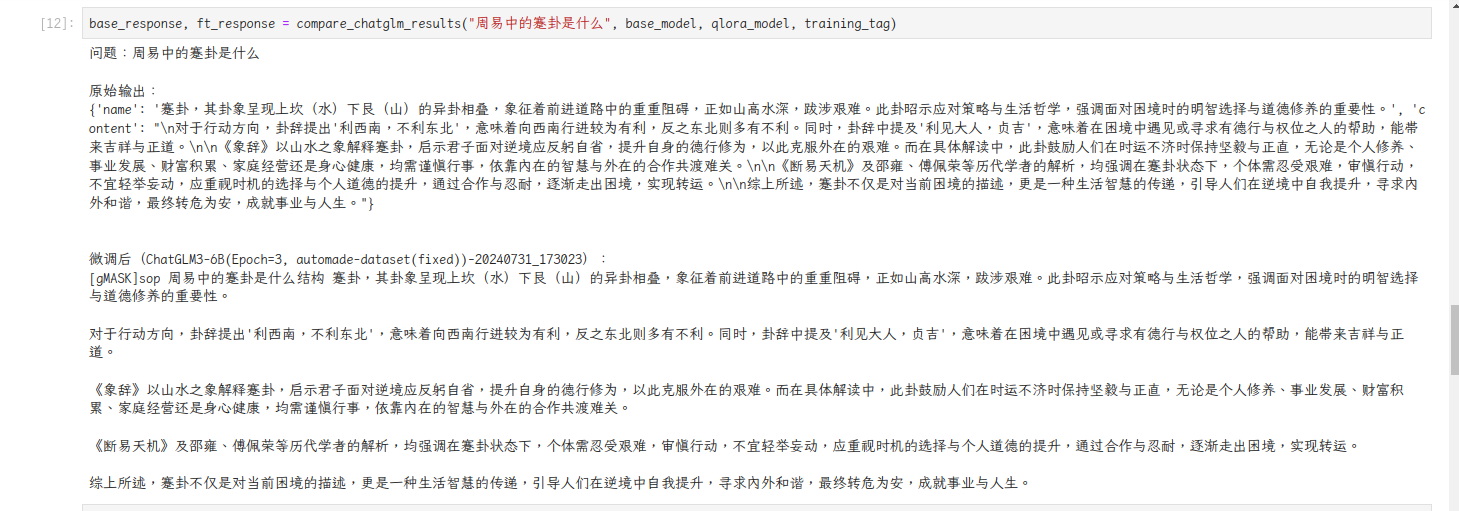 [12]: base_response, ft_response = compare_chatglm_results("周易中的蹇卦是什么", base_model, qlora_model, training_tag)
问题：周易中的蹇卦是什么
原始输出：
{'name': '蹇卦，其卦象呈现上坎（水）下艮（山）的异卦相叠，象征着前进道路中的重重阻碍，正如山高水深，跋涉艰难。此卦昭示应对策略与生活哲学，强调面对困境时的明智选择与道德修养的重要性。', 'c
ontent': "\n对于行动方向，卦辞提出'利西南，不利东北'，意味着向西南行进较为有利，反之东北则多有不利。同时，卦辞中提及'利见大人，贞吉'，意味着在困境中遇见或寻求有德行与权位之人的帮助，能带
来吉祥与正道。\n\n《象辞》以山水之象解释蹇卦，启示君子面对逆境应反躬自省，提升自身的德行修为，以此克服外在的艰难。而在具体解读中，此卦鼓励人们在时运不济时保持坚毅与正直，无论是个人修养、
事业发展、财富积累、家庭经营还是身心健康，均需谨慎行事，依靠内在的智慧与外在的合作共渡难关。\n\n《断易天机》及邵雍、傅佩荣等历代学者的解析，均强调在蹇卦状态下，个体需忍受艰难，审慎行动，
不宜轻举妄动，应重视时机的选择与个人道德的提升，通过合作与忍耐，逐渐走出困境，实现转运。\n\n综上所述，蹇卦不仅是对当前困境的描述，更是一种生活智慧的传递，引导人们在逆境中自我提升，寻求内
外和谐，最终转危为安，成就事业与人生。"}
微调后（ChatGLM3-6B(Epoch=3, automade-dataset(fixed))-20240731_173023）：
[gMASK]sop 周易中的蹇卦是什么结构 蹇卦，其卦象呈现上坎（水）下艮（山）的异卦相叠，象征着前进道路中的重重阻碍，正如山高水深，跋涉艰难。此卦昭示应对策略与生活哲学，强调面对困境时的明智选择
与道德修养的重要性。
对于行动方向，卦辞提出'利西南，不利东北'，意味着向西南行进较为有利，反之东北则多有不利。同时，卦辞中提及'利见大人，贞吉'，意味着在困境中遇见或寻求有德行与权位之人的帮助，能带来吉祥与正
道。
《象辞》以山水之象解释蹇卦，启示君子面对逆境应反躬自省，提升自身的德行修为，以此克服外在的艰难。而在具体解读中，此卦鼓励人们在时运不济时保持坚毅与正直，无论是个人修养、事业发展、财富积
累、家庭经营还是身心健康，均需谨慎行事，依靠内在的智慧与外在的合作共渡难关。
《断易天机》及邵雍、傅佩荣等历代学者的解析，均强调在蹇卦状态下，个体需忍受艰难，审慎行动，不宜轻举妄动，应重视时机的选择与个人道德的提升，通过合作与忍耐，逐渐走出困境，实现转运。
综上所述，蹇卦不仅是对当前困境的描述，更是一种生活智慧的传递，引导人们在逆境中自我提升，寻求内外和谐，最终转危为安，成就事业与人生。